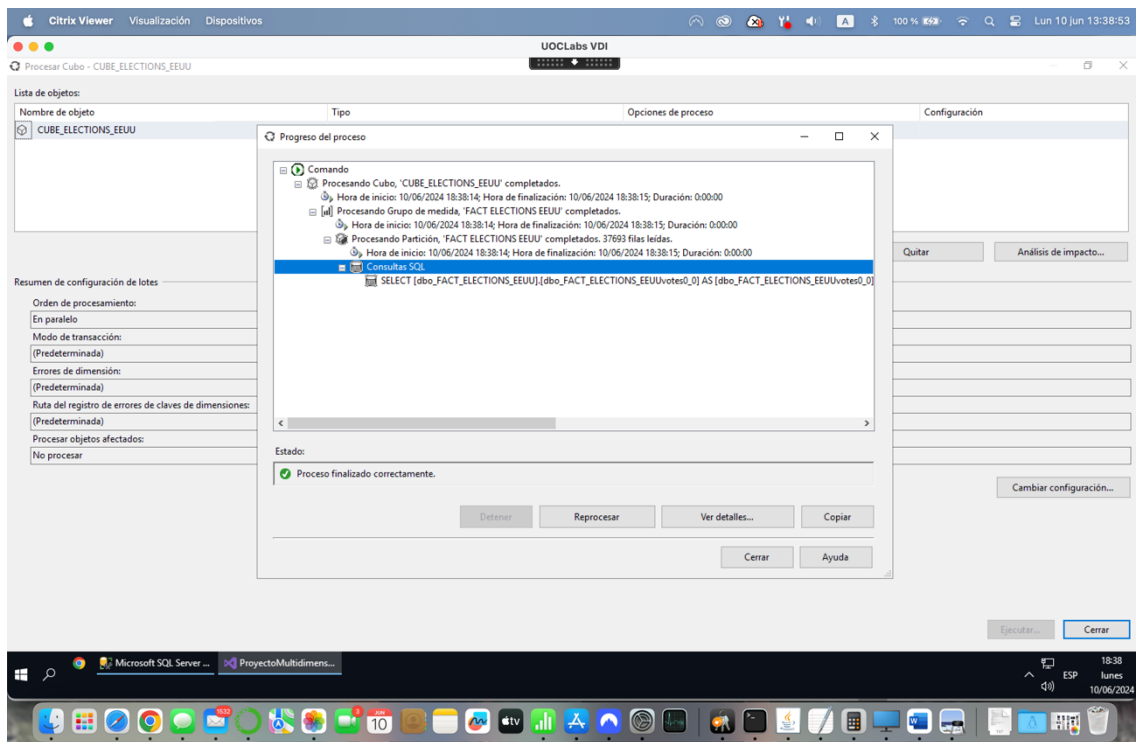 Citrix Viewer Visualización Dispositivos A 100 % Lun 10 jun 13:38:53
UOCLabs VDI
Procesar Cubo - CUBE_ELECTIONS_EEUU
Lista de objetos:
Nombre de objeto Tipo Opciones de proceso Configuración
CUBE_ELECTIONS_EEUU
Progreso del proceso
Comando
Procesando Cubo, 'CUBE_ELECTIONS_EEUU' completados.
Hora de inicio: 10/06/2024 18:38:14; Hora de finalización: 10/06/2024 18:38:15; Duración: 0:00:00
Procesando Grupo de medida, 'FACT ELECTIONS EEUU' completados.
Hora de inicio: 10/06/2024 18:38:14; Hora de finalización: 10/06/2024 18:38:15; Duración: 0:00:00
Procesando Partición, 'FACT ELECTIONS EEUU' completados. 37693 filas leídas.
Hora de inicio: 10/06/2024 18:38:14; Hora de finalización: 10/06/2024 18:38:15; Duración: 0:00:00
Consultas SQL
SELECT [dbo_FACT_ELECTIONS_EEUU].[dbo_FACT_ELECTIONS_EEUUvotes0_0] AS [dbo_FACT_ELECTIONS_EEUUvotes0_0]
Quitar Análisis de impacto...
Resumen de configuración de lotes
Orden de procesamiento:
En paralelo
Modo de transacción:
(Predeterminada)
Errores de dimensión:
(Predeterminada)
Ruta del registro de errores de claves de dimensiones:
(Predeterminada)
Procesar objetos afectados:
No procesar
Estado:
Proceso finalizado correctamente.
Cambiar configuración...
Detener Reprocesar Ver detalles... Copiar
Cerrar Ayuda
Ejecutar... Cerrar
Microsoft SQL Server ... ProyectoMultidimens...
ESP
18:38
lunes
10/06/2024
1532
3
JUN
10
tv